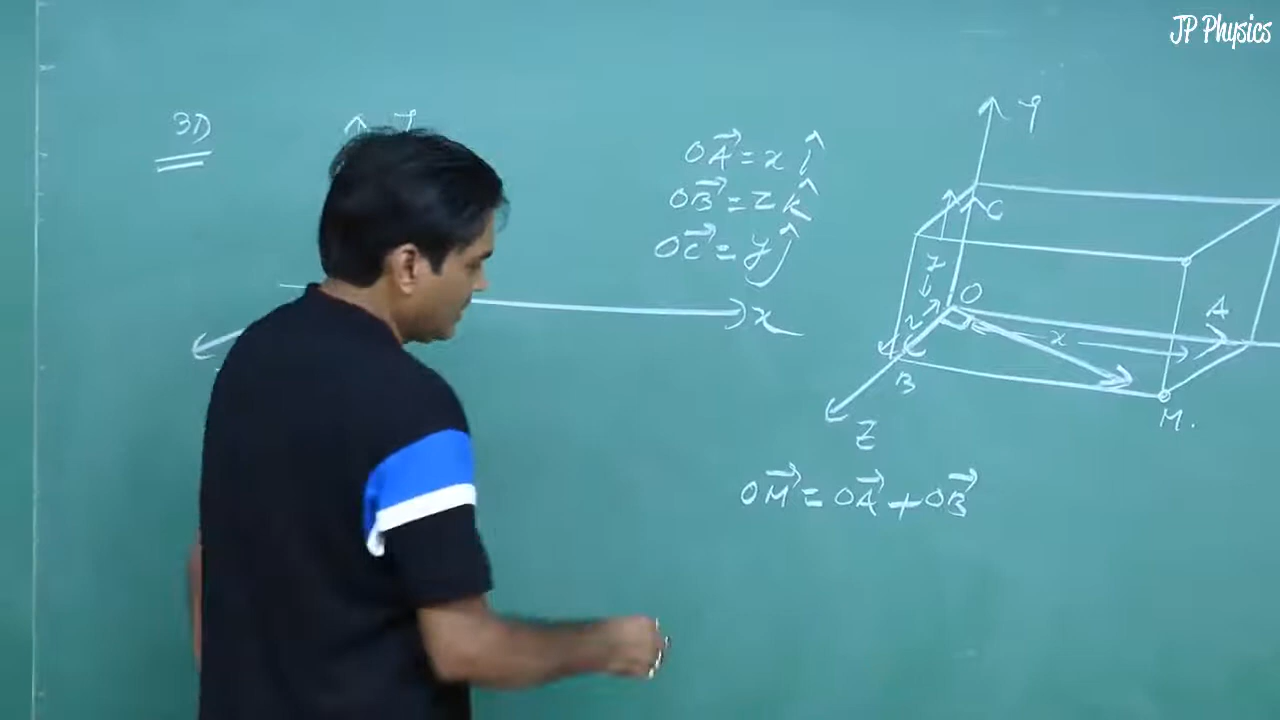 JP Physics
3D
Y
x
OA⃗ = x î
OB⃗ = z k̂
OC⃗ = y ĵ
Y
C
y
O
z
x
A
B
M.
Z
OM⃗ = OA⃗ + OB⃗